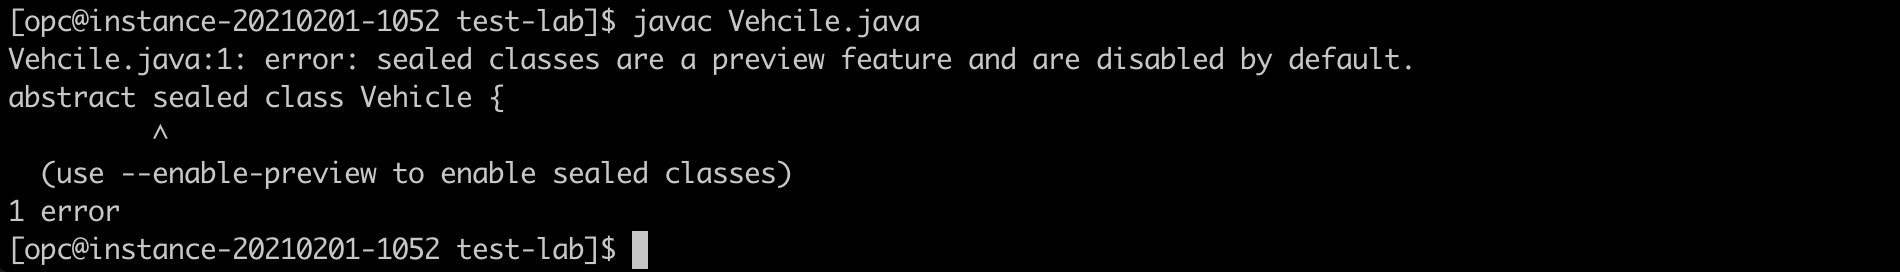 [opc@instance-20210201-1052 test-lab]$ javac Vehcile.java
Vehcile.java:1: error: sealed classes are a preview feature and are disabled by default.
abstract sealed class Vehicle {
         ^
  (use --enable-preview to enable sealed classes)
1 error
[opc@instance-20210201-1052 test-lab]$